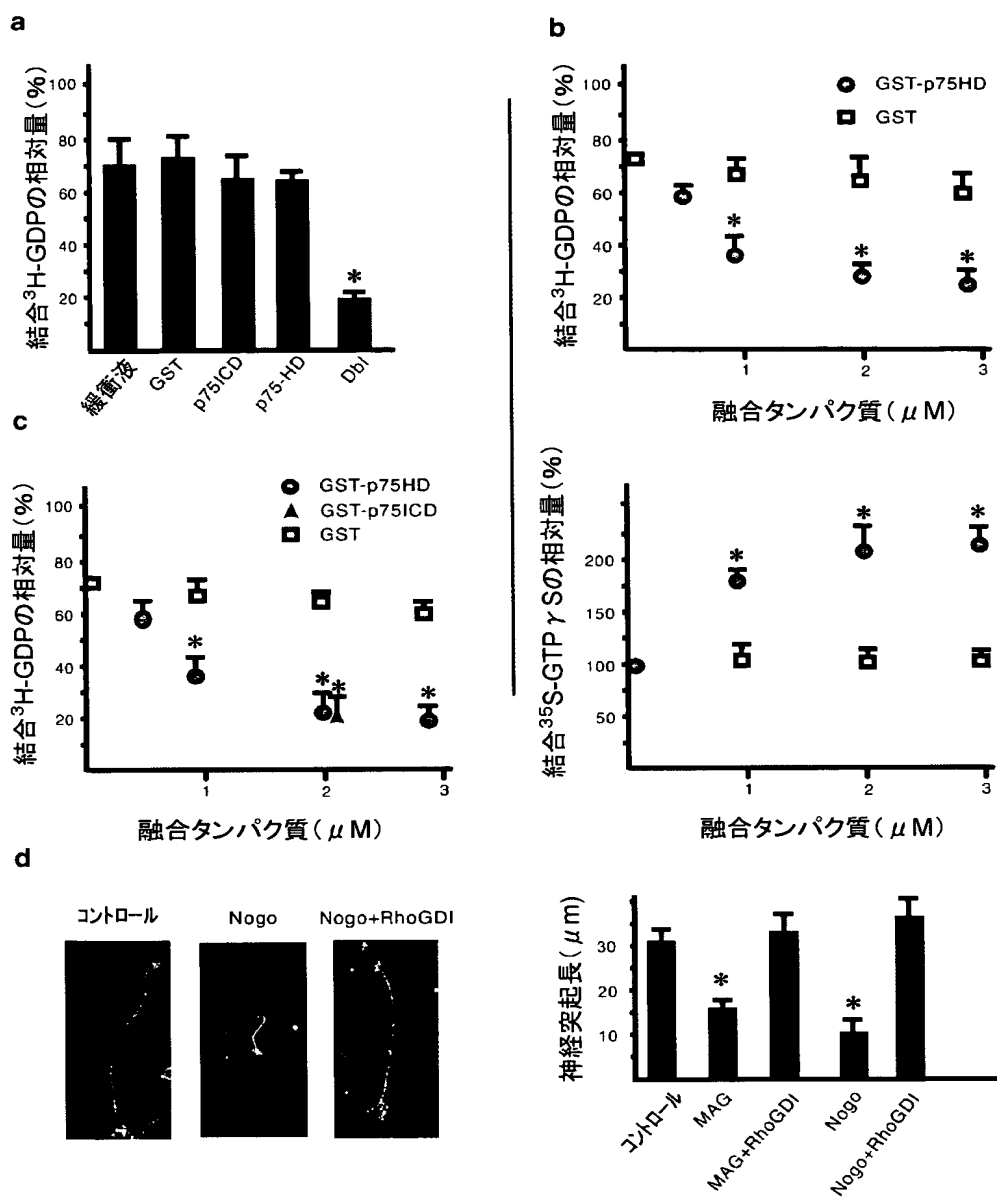 a
結合³H-GDPの相対量(%)
100
80
60
40
20
*
緩衝液
GST
p75ICD
p75-HD
Dbl
b
結合³H-GDPの相対量(%)
100
80
60
40
20
GST-p75HD
GST
*
*
*
1
2
3
融合タンパク質(μM)
結合³⁵S-GTPγSの相対量(%)
200
150
100
50
*
*
*
1
2
3
融合タンパク質(μM)
c
結合³H-GDPの相対量(%)
100
80
60
40
20
GST-p75HD
GST-p75ICD
GST
*
*
*
*
1
2
3
融合タンパク質(μM)
d
コントロール
Nogo
Nogo+RhoGDI
神経突起長(μm)
30
20
10
*
*
コントロール
MAG
MAG+RhoGDI
Nogo
Nogo+RhoGDI